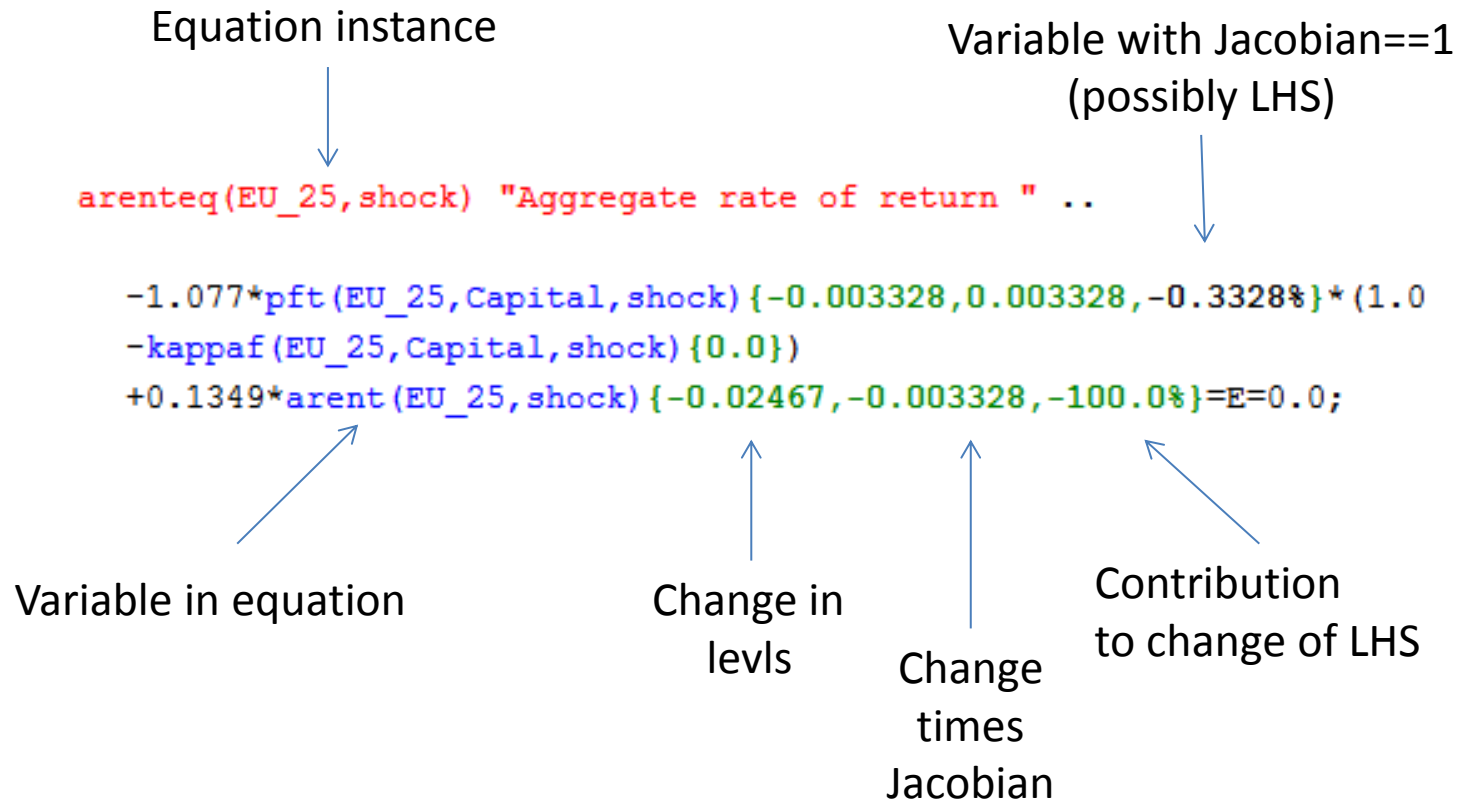 Equation instance
Variable with Jacobian==1
(possibly LHS)
arenteq(EU_25,shock) "Aggregate rate of return " ..
-1.077*pft(EU_25,Capital,shock){-0.003328,0.003328,-0.3328%}*(1.0
-kappaf(EU_25,Capital,shock){0.0})
+0.1349*arent(EU_25,shock){-0.02467,-0.003328,-100.0%}=E=0.0;
Variable in equation
Change in
levls
Change
times
Jacobian
Contribution
to change of LHS